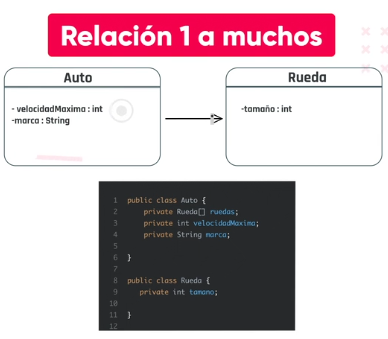 Relación 1 a muchos
Auto
- velocidadMaxima : int
-marca : String
Rueda
-tamaño : int
1 public class Auto {
2 private Rueda[] ruedas;
3 private int velocidadMaxima;
4 private String marca;
5
6 }
7
8 public class Rueda {
9 private int tamano;
10
11 }
12